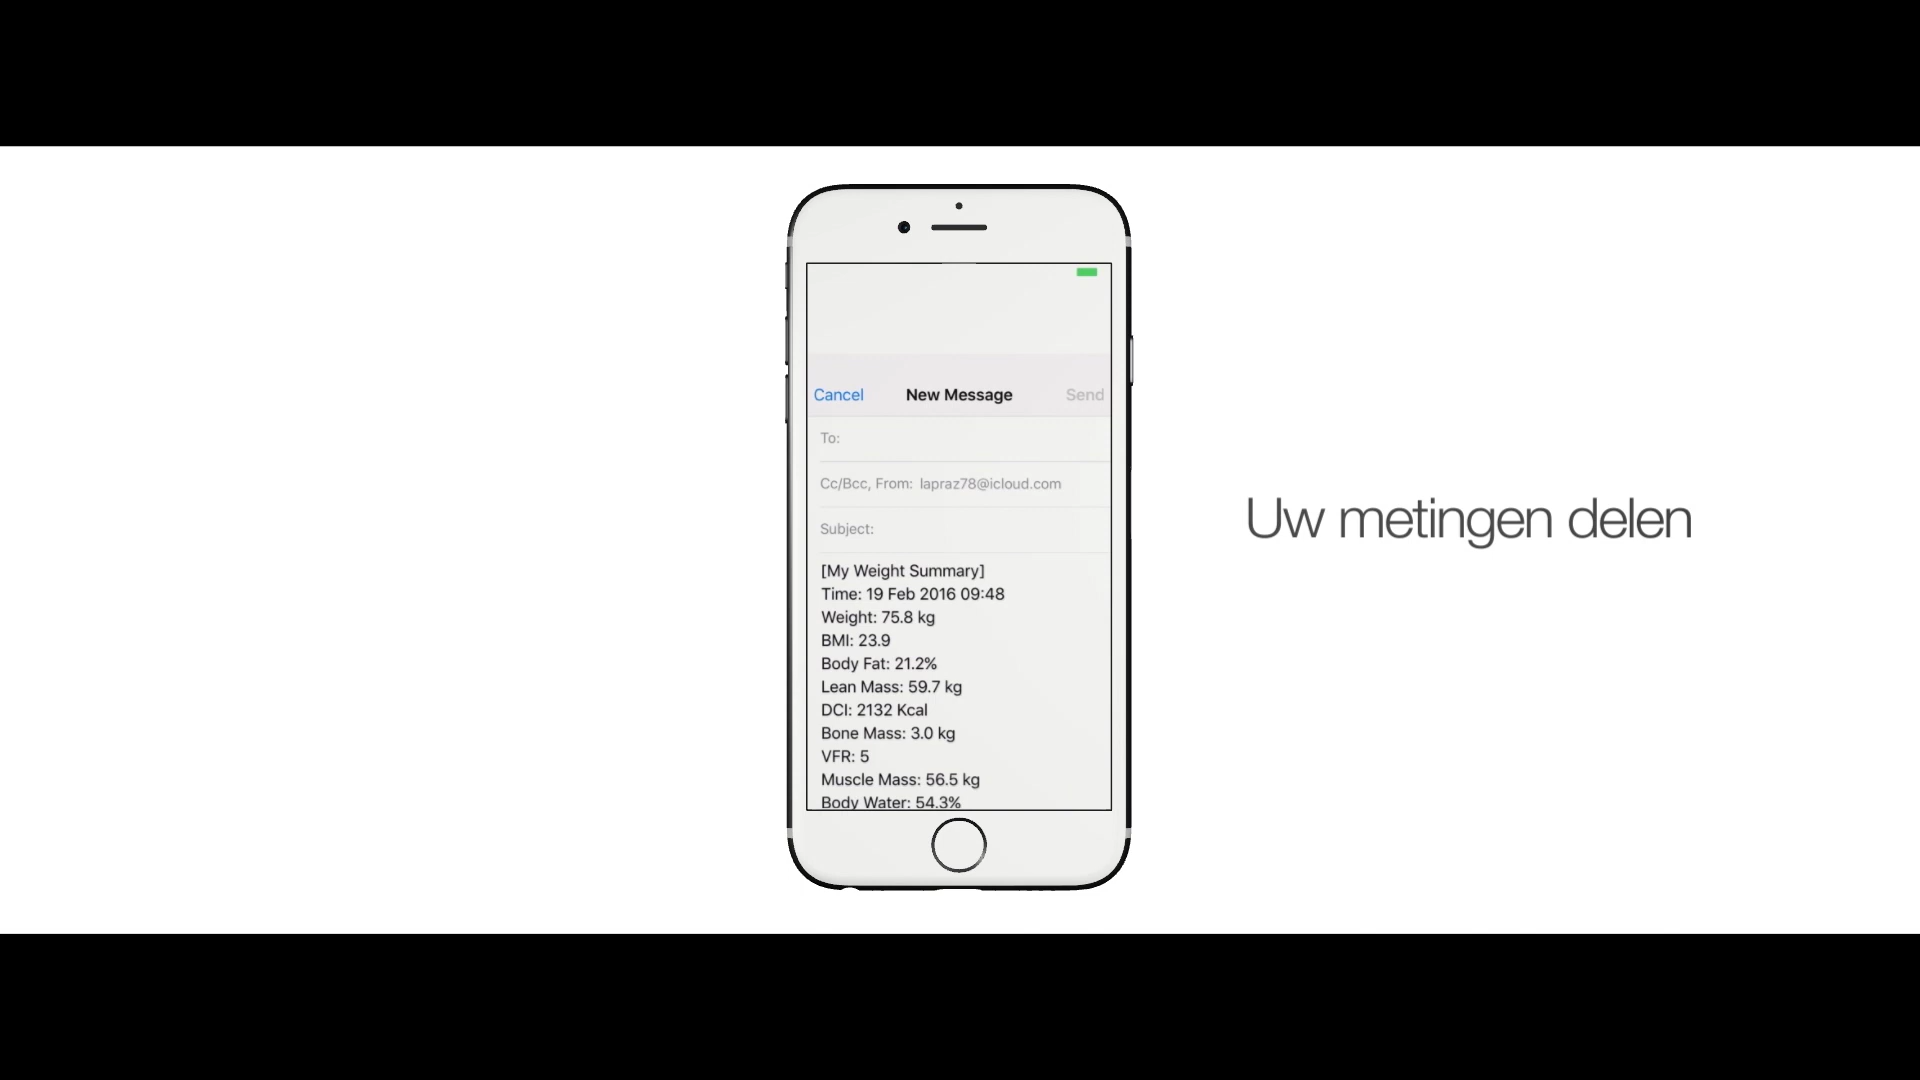 Cancel New Message Send
To:
Cc/Bcc, From: lapraz78@icloud.com
Subject:
[My Weight Summary]
Time: 19 Feb 2016 09:48
Weight: 75.8 kg
BMI: 23.9
Body Fat: 21.2%
Lean Mass: 59.7 kg
DCI: 2132 Kcal
Bone Mass: 3.0 kg
VFR: 5
Muscle Mass: 56.5 kg
Body Water: 54.3%
Uw metingen delen